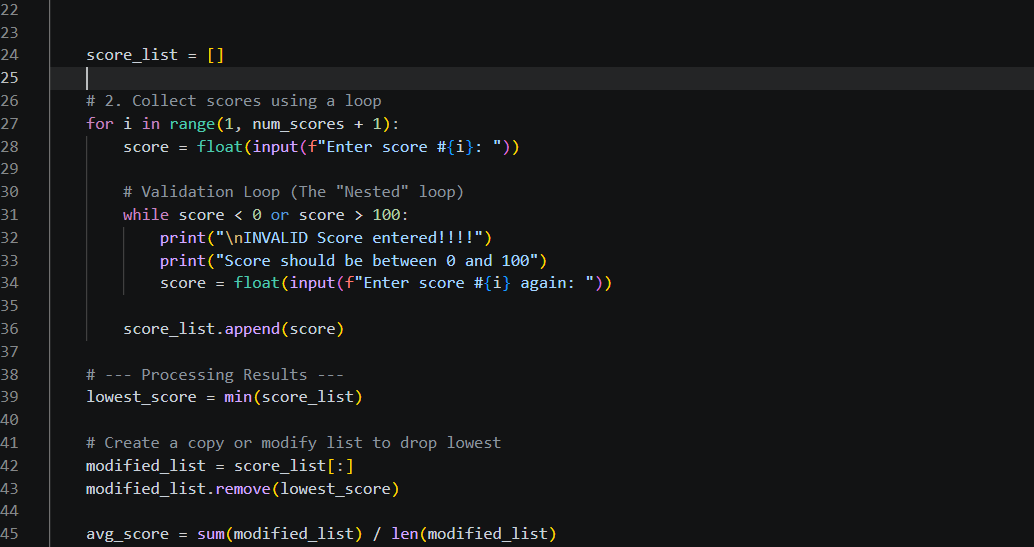 22
23
24 score_list = []
25
26 # 2. Collect scores using a loop
27 for i in range(1, num_scores + 1):
28 score = float(input(f"Enter score #{i}: "))
29
30 # Validation Loop (The "Nested" loop)
31 while score < 0 or score > 100:
32 print("\nINVALID Score entered!!!!")
33 print("Score should be between 0 and 100")
34 score = float(input(f"Enter score #{i} again: "))
35
36 score_list.append(score)
37
38 # --- Processing Results ---
39 lowest_score = min(score_list)
40
41 # Create a copy or modify list to drop lowest
42 modified_list = score_list[:]
43 modified_list.remove(lowest_score)
44
45 avg_score = sum(modified_list) / len(modified_list)